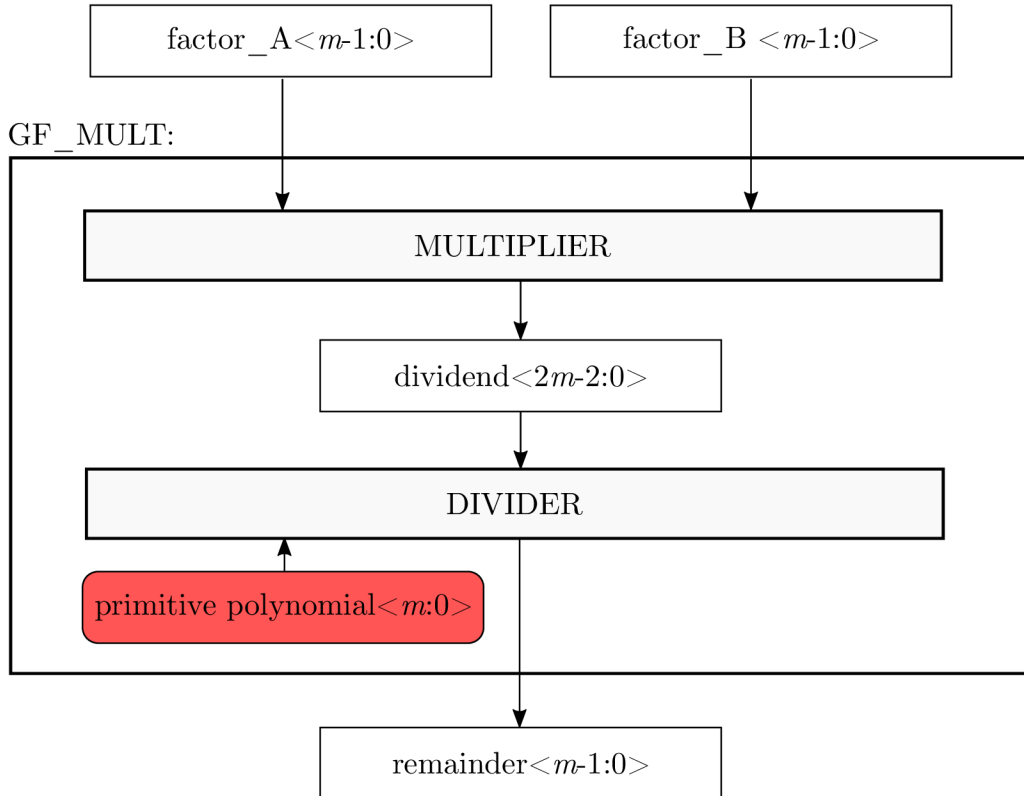 factor_A<m-1:0>
factor_B <m-1:0>
GF_MULT:
MULTIPLIER
dividend<2m-2:0>
DIVIDER
primitive polynomial<m:0>
remainder<m-1:0>